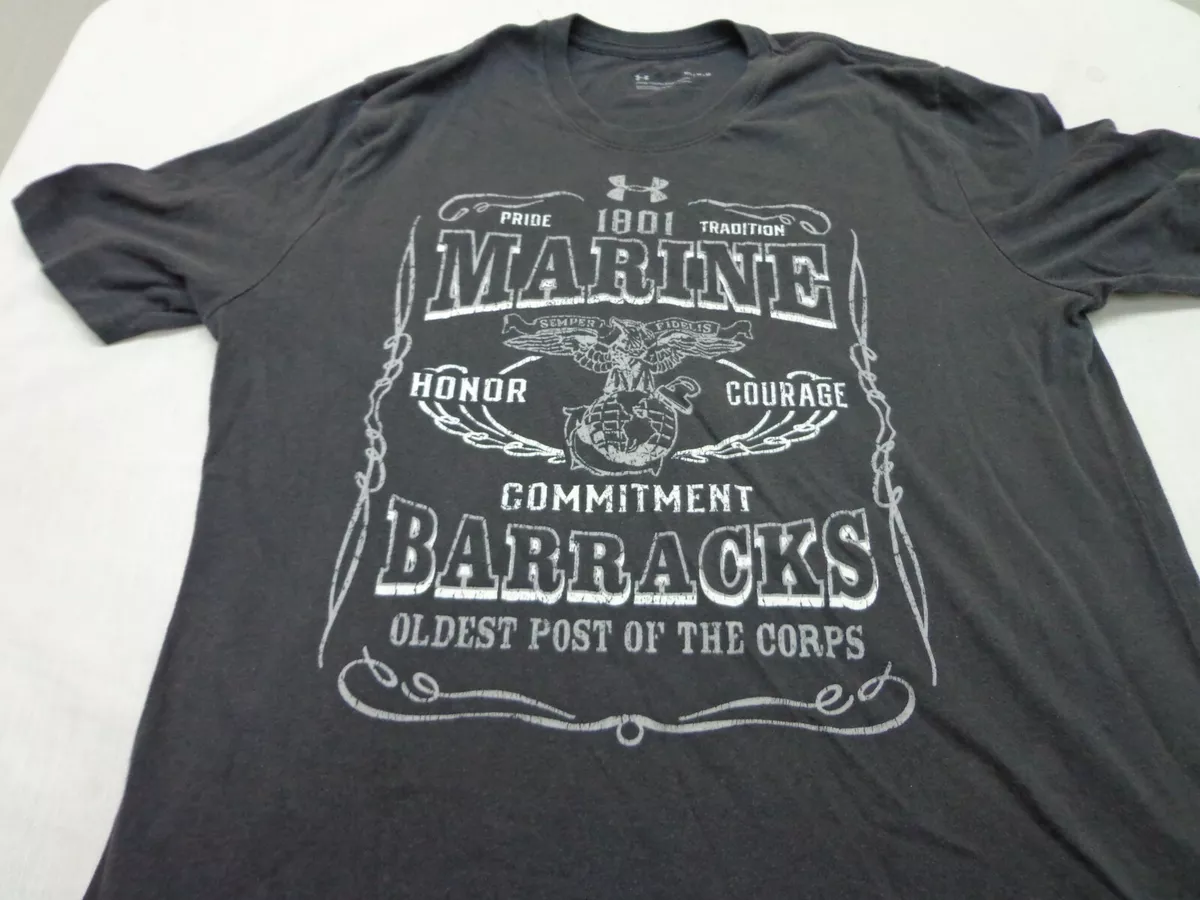 PRIDE 1801 TRADITION
MARINE
SEMPER FIDELIS
HONOR COURAGE
COMMITMENT
BARRACKS
OLDEST POST OF THE CORPS